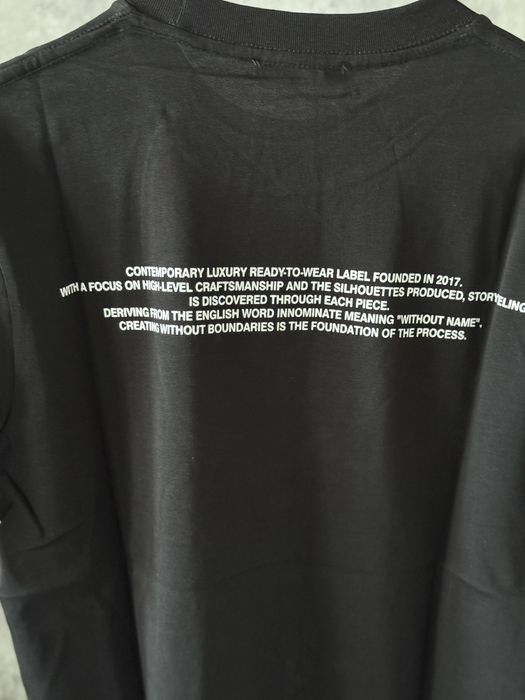 CONTEMPORARY LUXURY READY-TO-WEAR LABEL FOUNDED IN 2017.
WITH A FOCUS ON HIGH-LEVEL CRAFTSMANSHIP AND THE SILHOUETTES PRODUCED, STORYTELING
IS DISCOVERED THROUGH EACH PIECE.
DERIVING FROM THE ENGLISH WORD INNOMINATE MEANING "WITHOUT NAME".
CREATING WITHOUT BOUNDARIES IS THE FOUNDATION OF THE PROCESS.